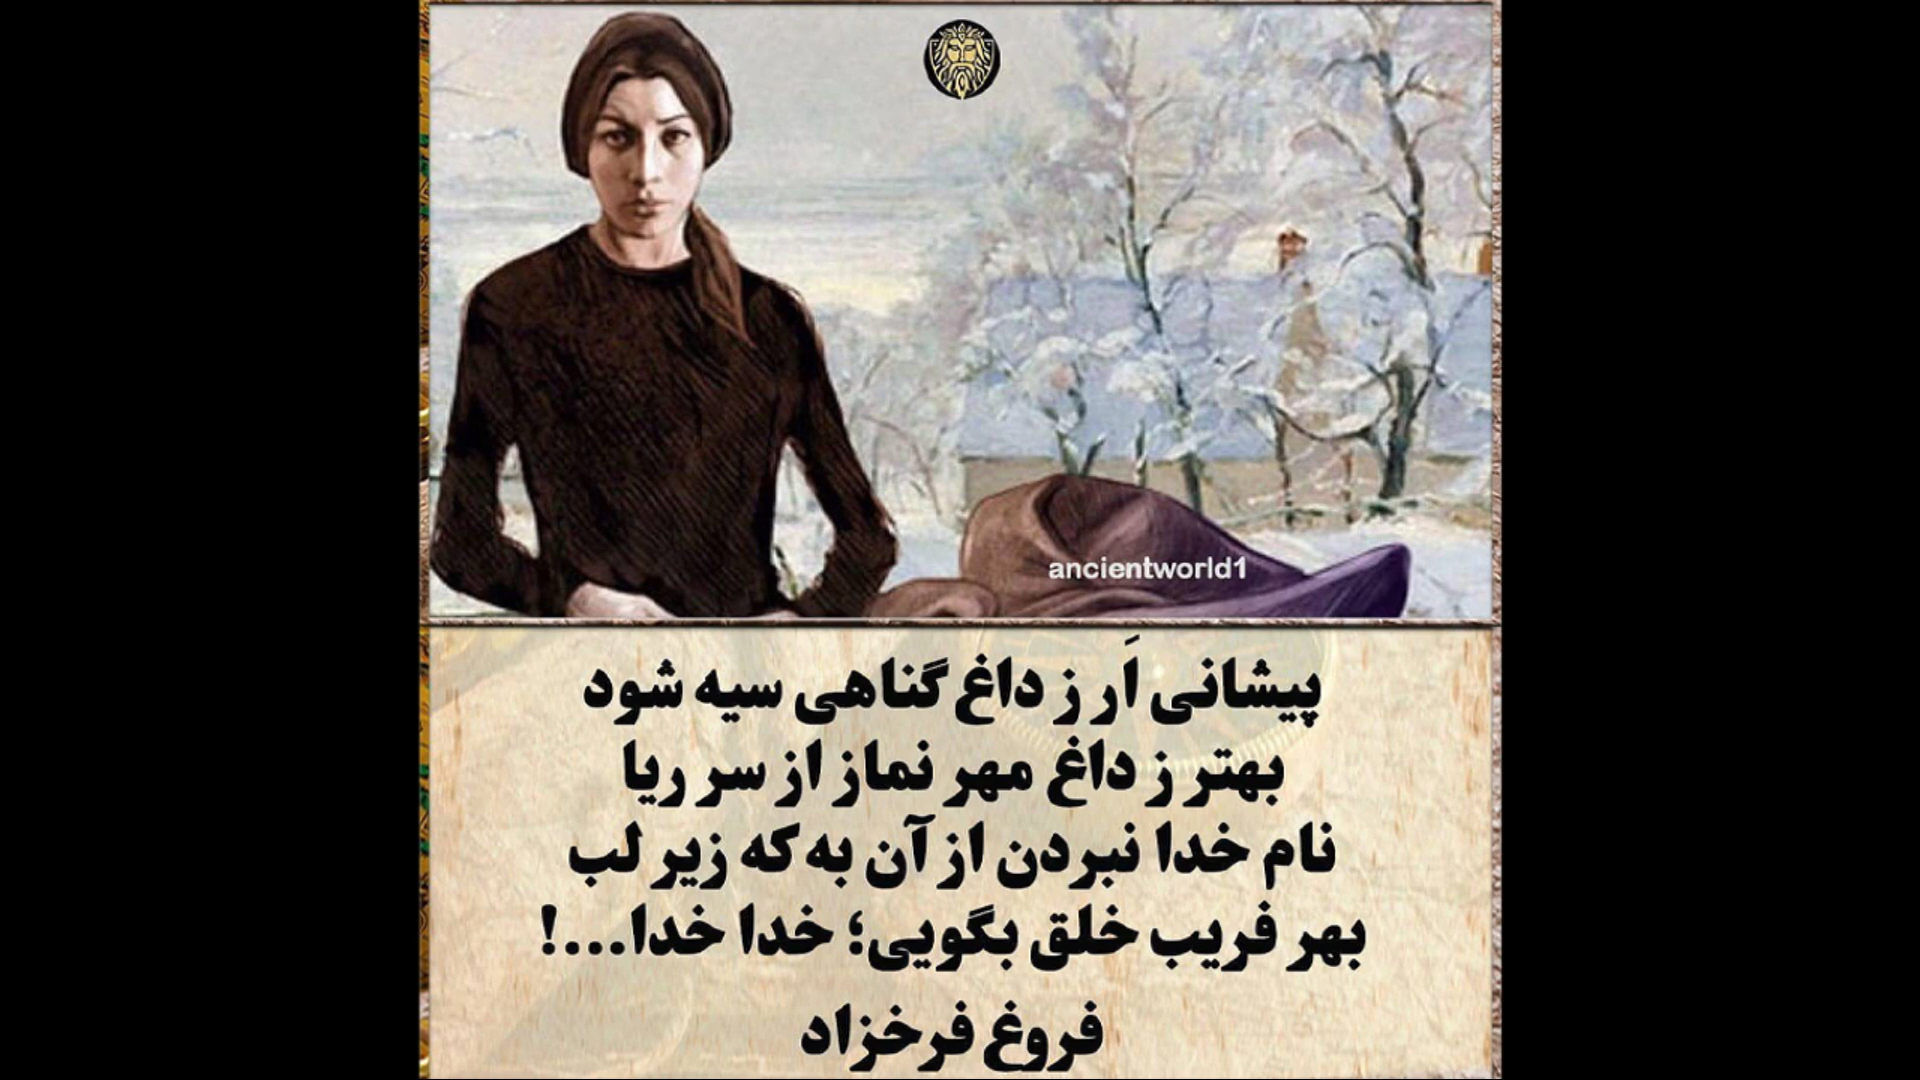 ancientworld1
پیشانی اَر ز داغ گناهی سیه شود
بهتر ز داغ مهر نماز از سر ریا
نام خدا نبردن از آن به که زیر لب
بهر فریب خلق بگویی؛ خدا خدا...!
فروغ فرخزاد